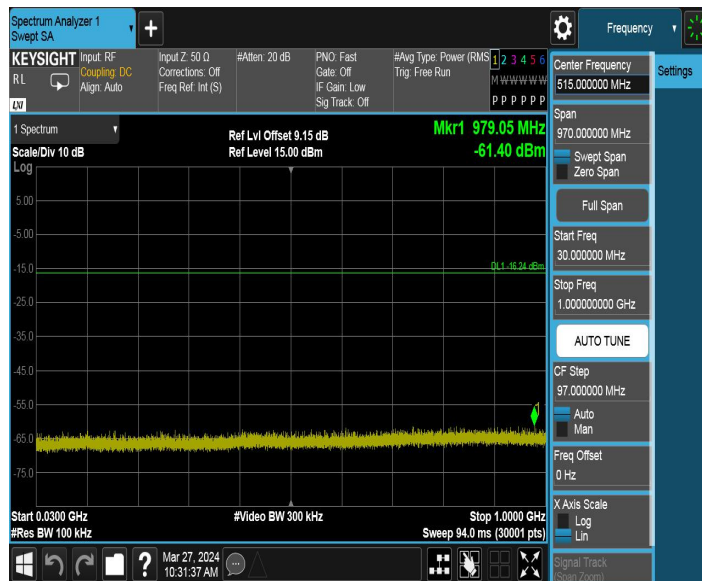 Spectrum Analyzer 1
Swept SA
+
Frequency
KEYSIGHT
RL
LXI
Input: RF
Coupling: DC
Align: Auto
Input Z: 50 Ω
Corrections: Off
Freq Ref: Int (S)
#Atten: 20 dB
PNO: Fast
Gate: Off
IF Gain: Low
Sig Track: Off
#Avg Type: Power (RMS
Trig: Free Run
1 2 3 4 5 6
M W W W W W
P P P P P P
1 Spectrum
Scale/Div 10 dB
Log
Ref Lvl Offset 9.15 dB
Ref Level 15.00 dBm
Mkr1 979.05 MHz
-61.40 dBm
5.00
-5.00
-15.0
DL1 -16.24 dBm
-25.0
-35.0
-45.0
-55.0
-65.0
-75.0
1
Start 0.0300 GHz
#Res BW 100 kHz
#Video BW 300 kHz
Stop 1.0000 GHz
Sweep 94.0 ms (30001 pts)
?
Mar 27, 2024
10:31:37 AM
Center Frequency
515.000000 MHz
Settings
Span
970.000000 MHz
Swept Span
Zero Span
Full Span
Start Freq
30.000000 MHz
Stop Freq
1.000000000 GHz
AUTO TUNE
CF Step
97.000000 MHz
Auto
Man
Freq Offset
0 Hz
X Axis Scale
Log
Lin
Signal Track
(Span Zoom)